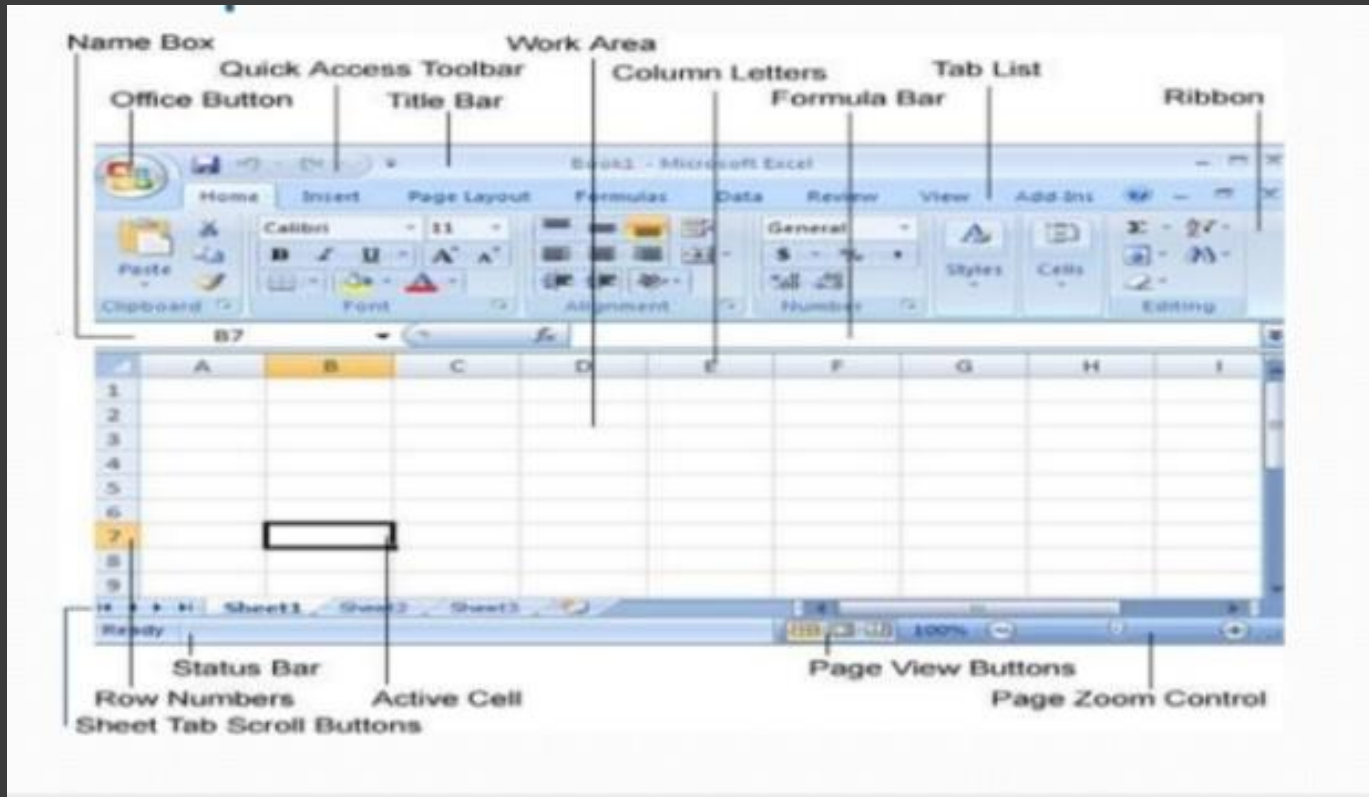 Name Box
Work Area
Quick Access Toolbar
Column Letters
Tab List
Office Button
Title Bar
Formula Bar
Ribbon
Book1 - Microsoft Excel
Home Insert Page Layout Formulas Data Review View Add-Ins
Calibri 11 General
B I U A A $ % ,
Paste Styles Cells
Clipboard Font Alignment Number Editing
B7 fx
A B C D E F G H I
1
2
3
4
5
6
7
8
9
Sheet1 Sheet2 Sheet3
Ready 100%
Status Bar
Page View Buttons
Row Numbers
Active Cell
Page Zoom Control
Sheet Tab Scroll Buttons